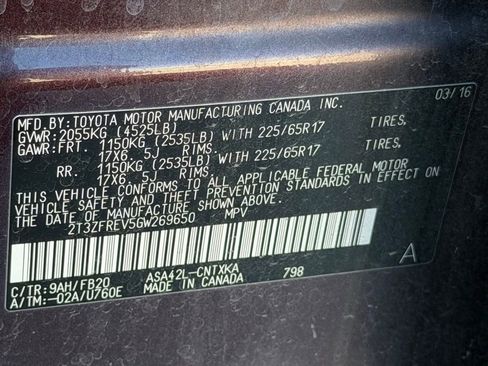 MFD.BY:TOYOTA MOTOR MANUFACTURING CANADA INC. 03/16
GVWR:2055KG (4525LB)
GAWR:FRT. 1150KG (2535LB) WITH 225/65R17 TIRES.
17X6.5J RIMS.
RR. 1150KG (2535LB) WITH 225/65R17 TIRES.
17X6.5J RIMS.
THIS VEHICLE CONFORMS TO ALL APPLICABLE FEDERAL MOTOR
VEHICLE SAFETY AND THEFT PREVENTION STANDARDS IN EFFECT ON
THE DATE OF MANUFACTURE SHOWN ABOVE.
2T3ZFREV5GW269650 MPV
C/TR:9AH/FB20 ASA42L-CNTXKA A
A/TM:-02A/U760E MADE IN CANADA 798